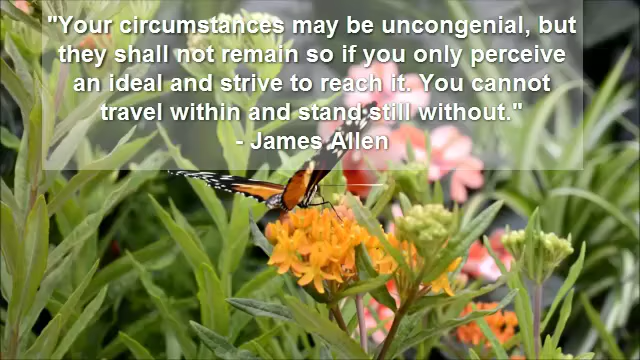 "Your circumstances may be uncongenial, but
they shall not remain so if you only perceive
an ideal and strive to reach it. You cannot
travel within and stand still without."
- James Allen